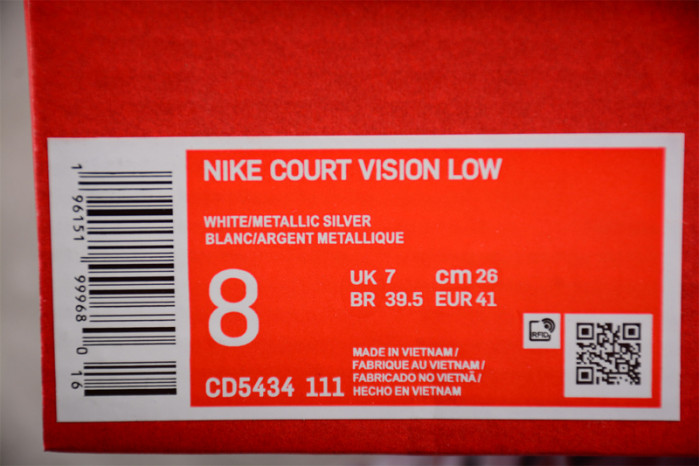 NIKE COURT VISION LOW
WHITE/METALLIC SILVER
BLANC/ARGENT METALLIQUE
8
UK 7 cm 26
BR 39.5 EUR 41
RFID
MADE IN VIETNAM /
FABRIQUE AU VIETNAM /
FABRICADO NO VIETNÃ /
HECHO EN VIETNAM
CD5434 111
1 96151 99968 0 16